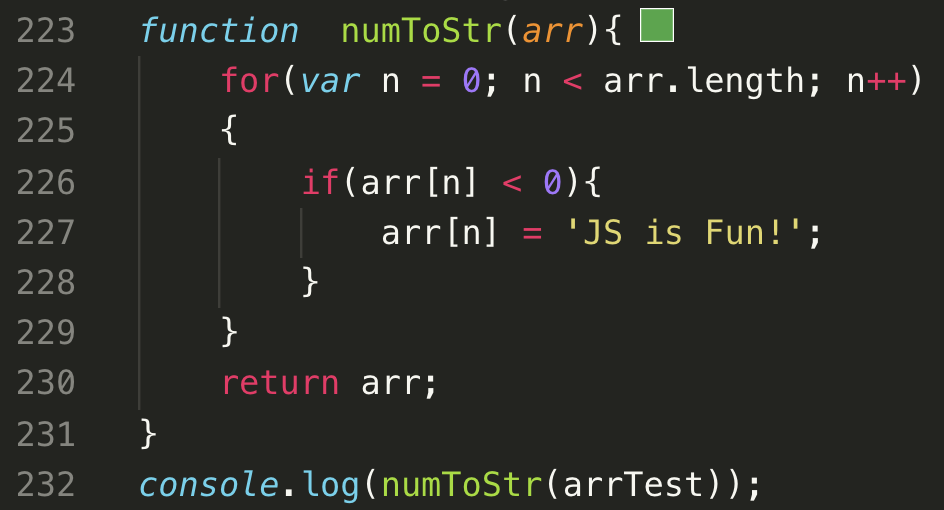 223 function numToStr(arr){
224 for(var n = 0; n < arr.length; n++)
225 {
226 if(arr[n] < 0){
227 arr[n] = 'JS is Fun!';
228 }
229 }
230 return arr;
231 }
232 console.log(numToStr(arrTest));